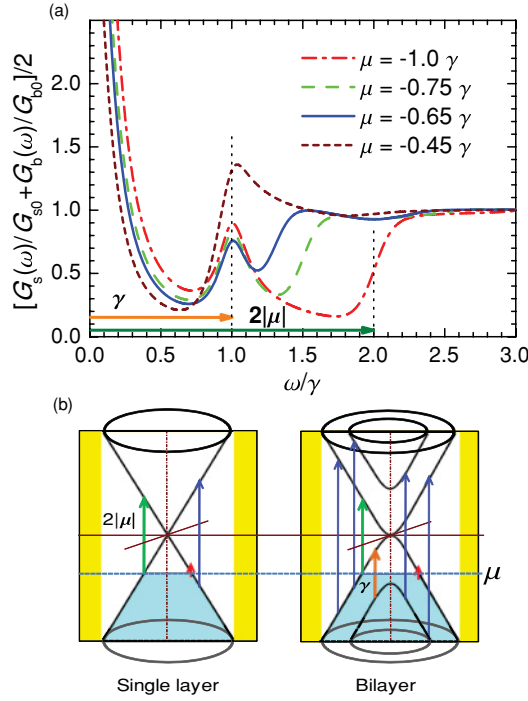 (a)
[G_s(ω)/G_s0+G_b(ω)/G_b0]/2
2.0
1.5
1.0
0.5
0.0
μ = -1.0 γ
μ = -0.75 γ
μ = -0.65 γ
μ = -0.45 γ
γ
2|μ|
0.0 0.5 1.0 1.5 2.0 2.5 3.0
ω/γ
(b)
2|μ|
γ
μ
Single layer Bilayer